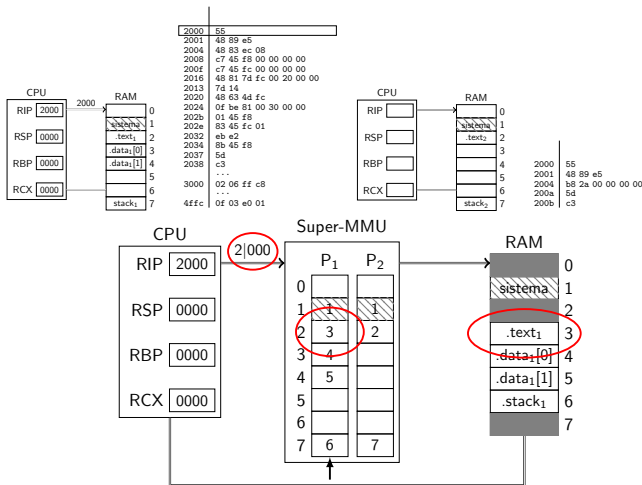 2000 55
2001 48 89 e5
2004 48 83 ec 08
2008 c7 45 f8 00 00 00 00
200f c7 45 fc 00 00 00 00
2016 48 81 7d fc 00 20 00 00
2013 7d 14
2020 48 63 4d fc
2024 0f be 81 00 30 00 00
202b 01 45 f8
202e 83 45 fc 01
2032 eb e2
2034 8b 45 f8
2037 5d
2038 c3
...
3000 02 06 ff c8
...
4ffc 0f 03 e0 01
CPU
RIP 2000
RSP 0000
RBP 0000
RCX 0000
2000
RAM
0
sistema 1
.text1 2
.data1[0] 3
.data1[1] 4
5
6
stack1 7
CPU
RIP
RSP
RBP
RCX
RAM
0
sistema 1
.text2 2
3
4
5
6
stack2 7
2000 55
2001 48 89 e5
2004 b8 2a 00 00 00 00
200a 5d
200b c3
CPU
RIP 2000
RSP 0000
RBP 0000
RCX 0000
2|000
Super-MMU
P1 P2
0
1 1 1
2 3 2
3 4
4 5
5
6
7 6 7
RAM
0
sistema 1
2
.text1 3
.data1[0] 4
.data1[1] 5
.stack1 6
7